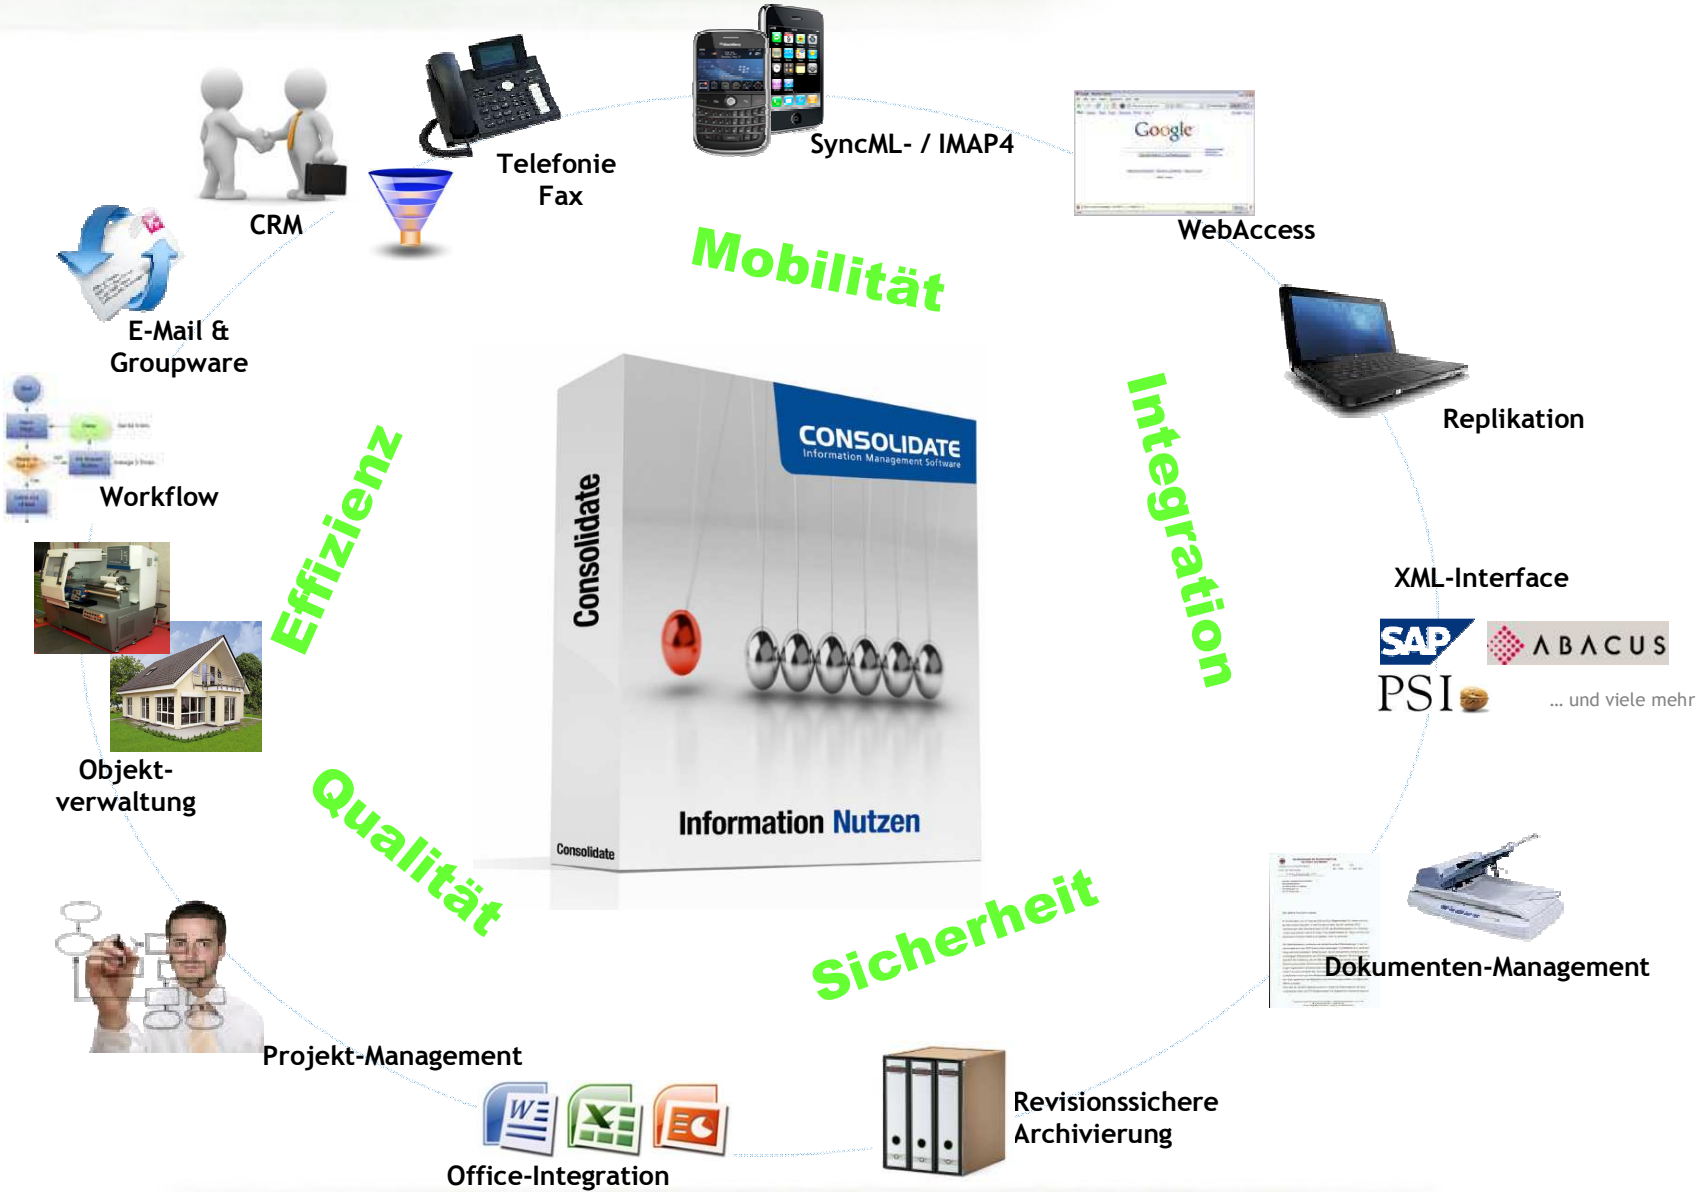 Telefonie
Fax
SyncML- / IMAP4
Google
WebAccess
CRM
Mobilität
E-Mail &
Groupware
Workflow
Replikation
Integration
Effizienz
CONSOLIDATE
Information Management Software
Consolidate
Information Nutzen
Consolidate
XML-Interface
SAP
ABACUS
PSI
... und viele mehr
Objekt-
verwaltung
Qualität
Sicherheit
Dokumenten-Management
Projekt-Management
Office-Integration
Revisionssichere
Archivierung